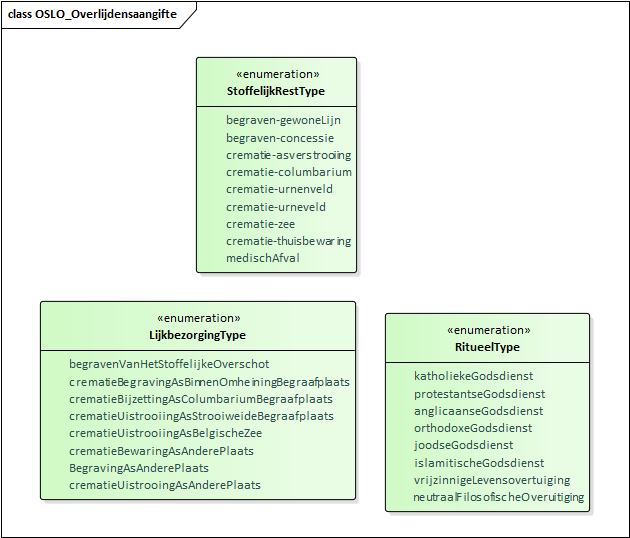 class OSLO_Overlijdensaangifte
«enumeration»
StoffelijkRestType
begraven-gewoneLijn
begraven-concessie
crematie-asverstrooiing
crematie-columbarium
crematie-urnenveld
crematie-urneveld
crematie-zee
crematie-thuisbewaring
medischAfval
«enumeration»
LijkbezorgingType
begravenVanHetStoffelijkeOverschot
crematieBegravingAsBinnenOmheiningBegraafplaats
crematieBijzettingAsColumbariumBegraafplaats
crematieUistrooiingAsStrooiweideBegraafplaats
crematieUistrooiingAsBelgischeZee
crematieBewaringAsAnderePlaats
BegravingAsAnderePlaats
crematieUistrooingAsAnderePlaats
«enumeration»
RitueelType
katholiekeGodsdienst
protestantseGodsdienst
anglicaanseGodsdienst
orthodoxeGodsdienst
joodseGodsdienst
islamitischeGodsdienst
vrijzinnigeLevensovertuiging
neutraalFilosofischeOveruitiging